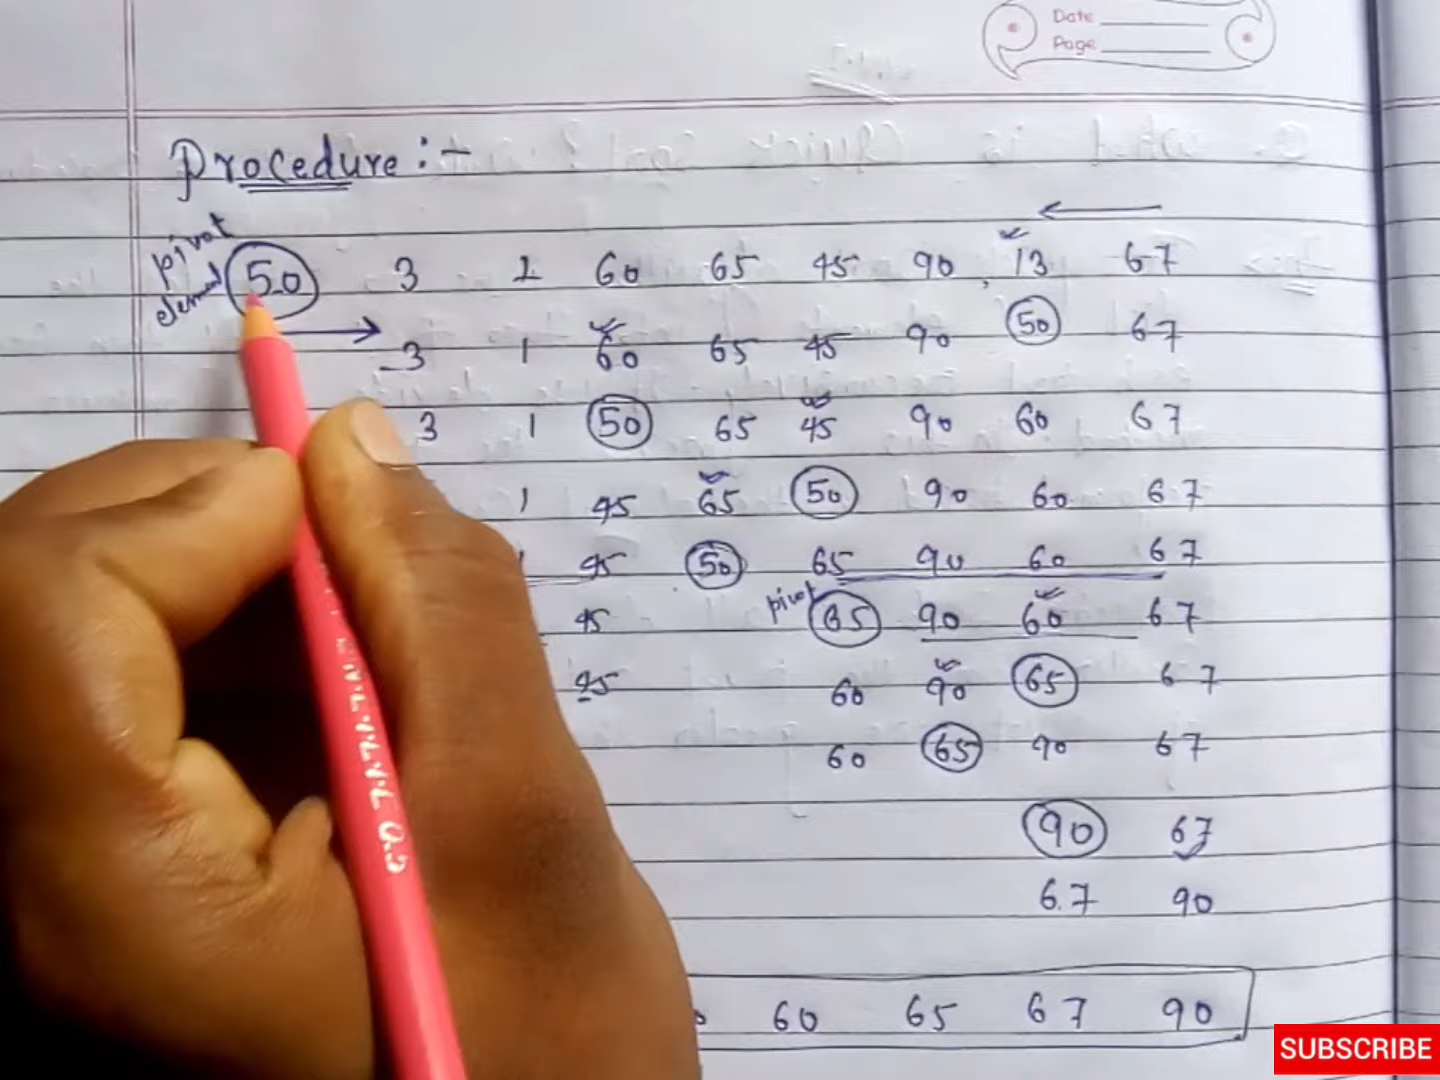 Date
Page
Procedure :-
pivot
50 3 1 60 65 45 90, 13 67
3 1 60 65 45 90 50 67
3 1 50 65 45 90 60 67
1 45 65 50 90 60 67
1 45 50 65 90 60 67
pivot
45 65 90 60 67
45 60 90 65 67
60 65 90 67
90 67
67 90
60 65 67 90
SUBSCRIBE